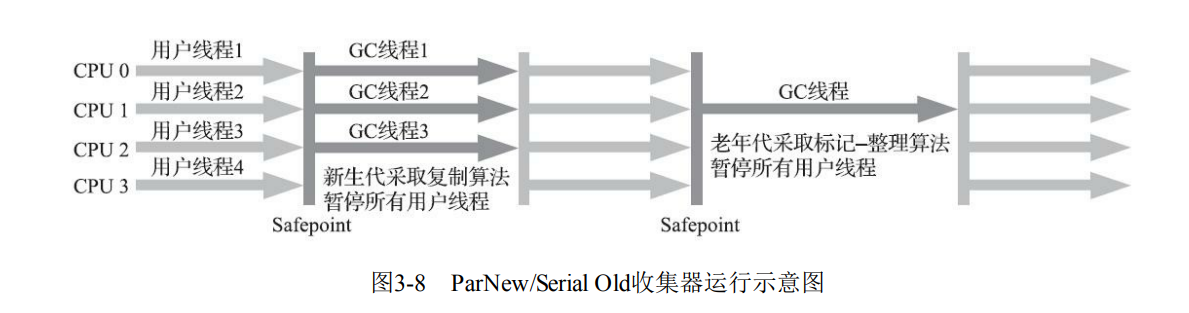 用户线程1
GC线程1
CPU 0
用户线程2
GC线程2
GC线程
CPU 1
用户线程3
GC线程3
CPU 2
用户线程4
CPU 3
新生代采取复制算法
暂停所有用户线程
老年代采取标记–整理算法
暂停所有用户线程
Safepoint
Safepoint
图3-8 ParNew/Serial Old收集器运行示意图